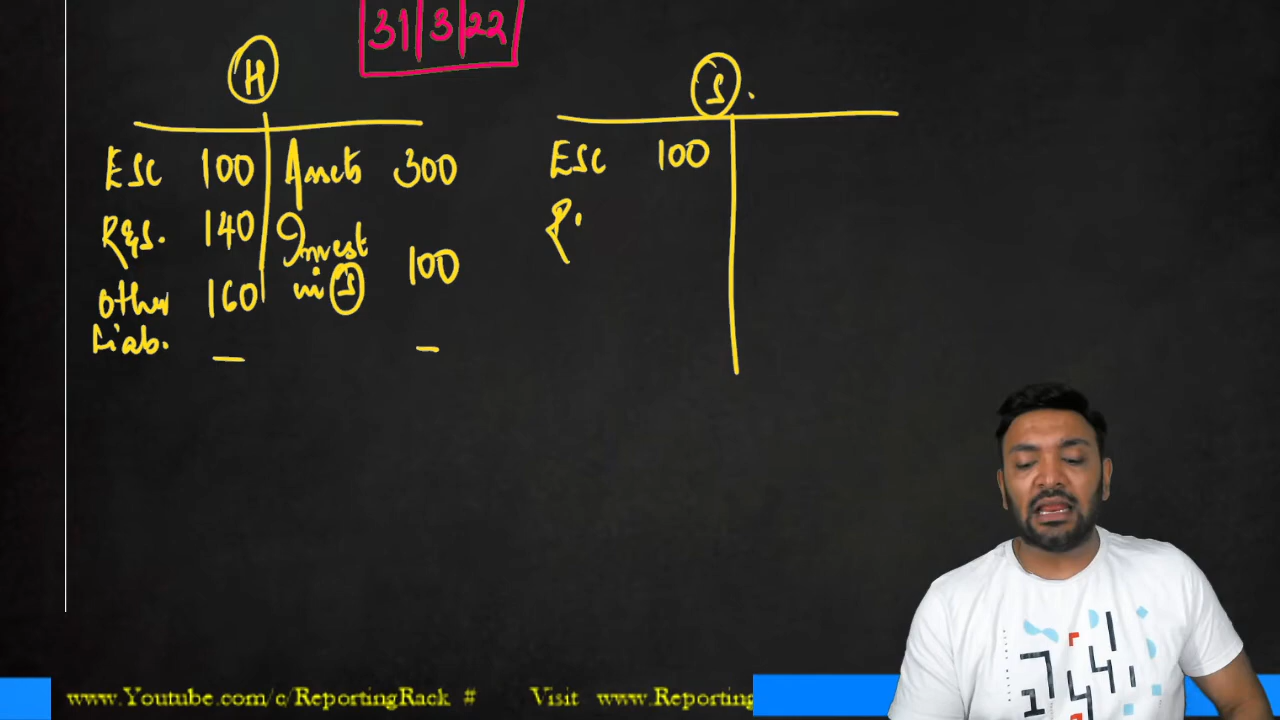 31|3|22
H
ESC 100 Assets 300
R&S. 140 Invest in S 100
Other Liab. 160
S.
ESC 100
R
www.Youtube.com/c/ReportingRack # Visit www.Reporting